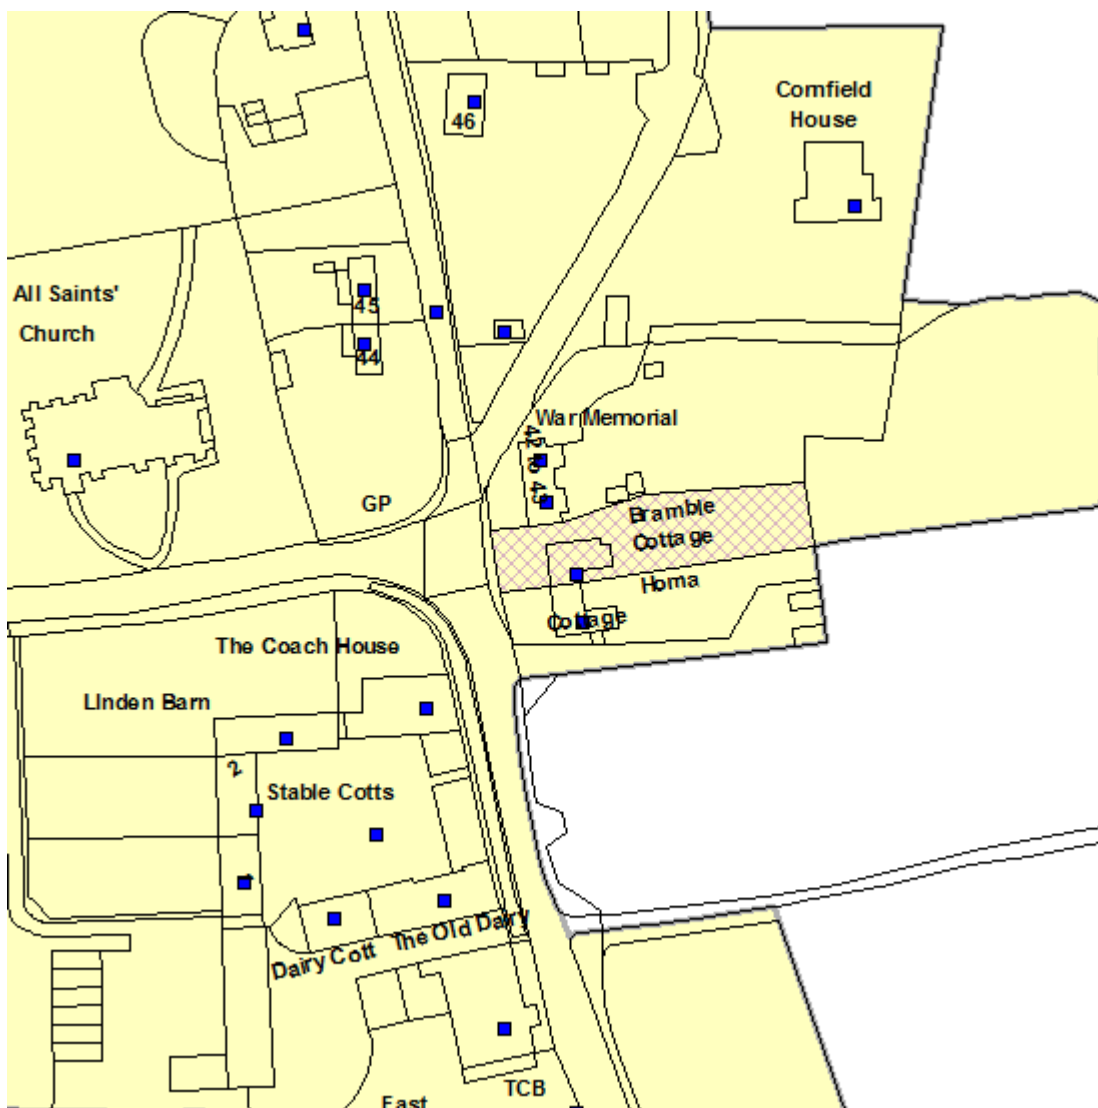 46
Cornfield
House
All Saints'
Church
45
44
War Memorial
42 to 43
GP
Bramble
Cottage
Homa
Cottage
The Coach House
Linden Barn
2
Stable Cotts
1
The Old Dairy
Dairy Cott
TCB
East